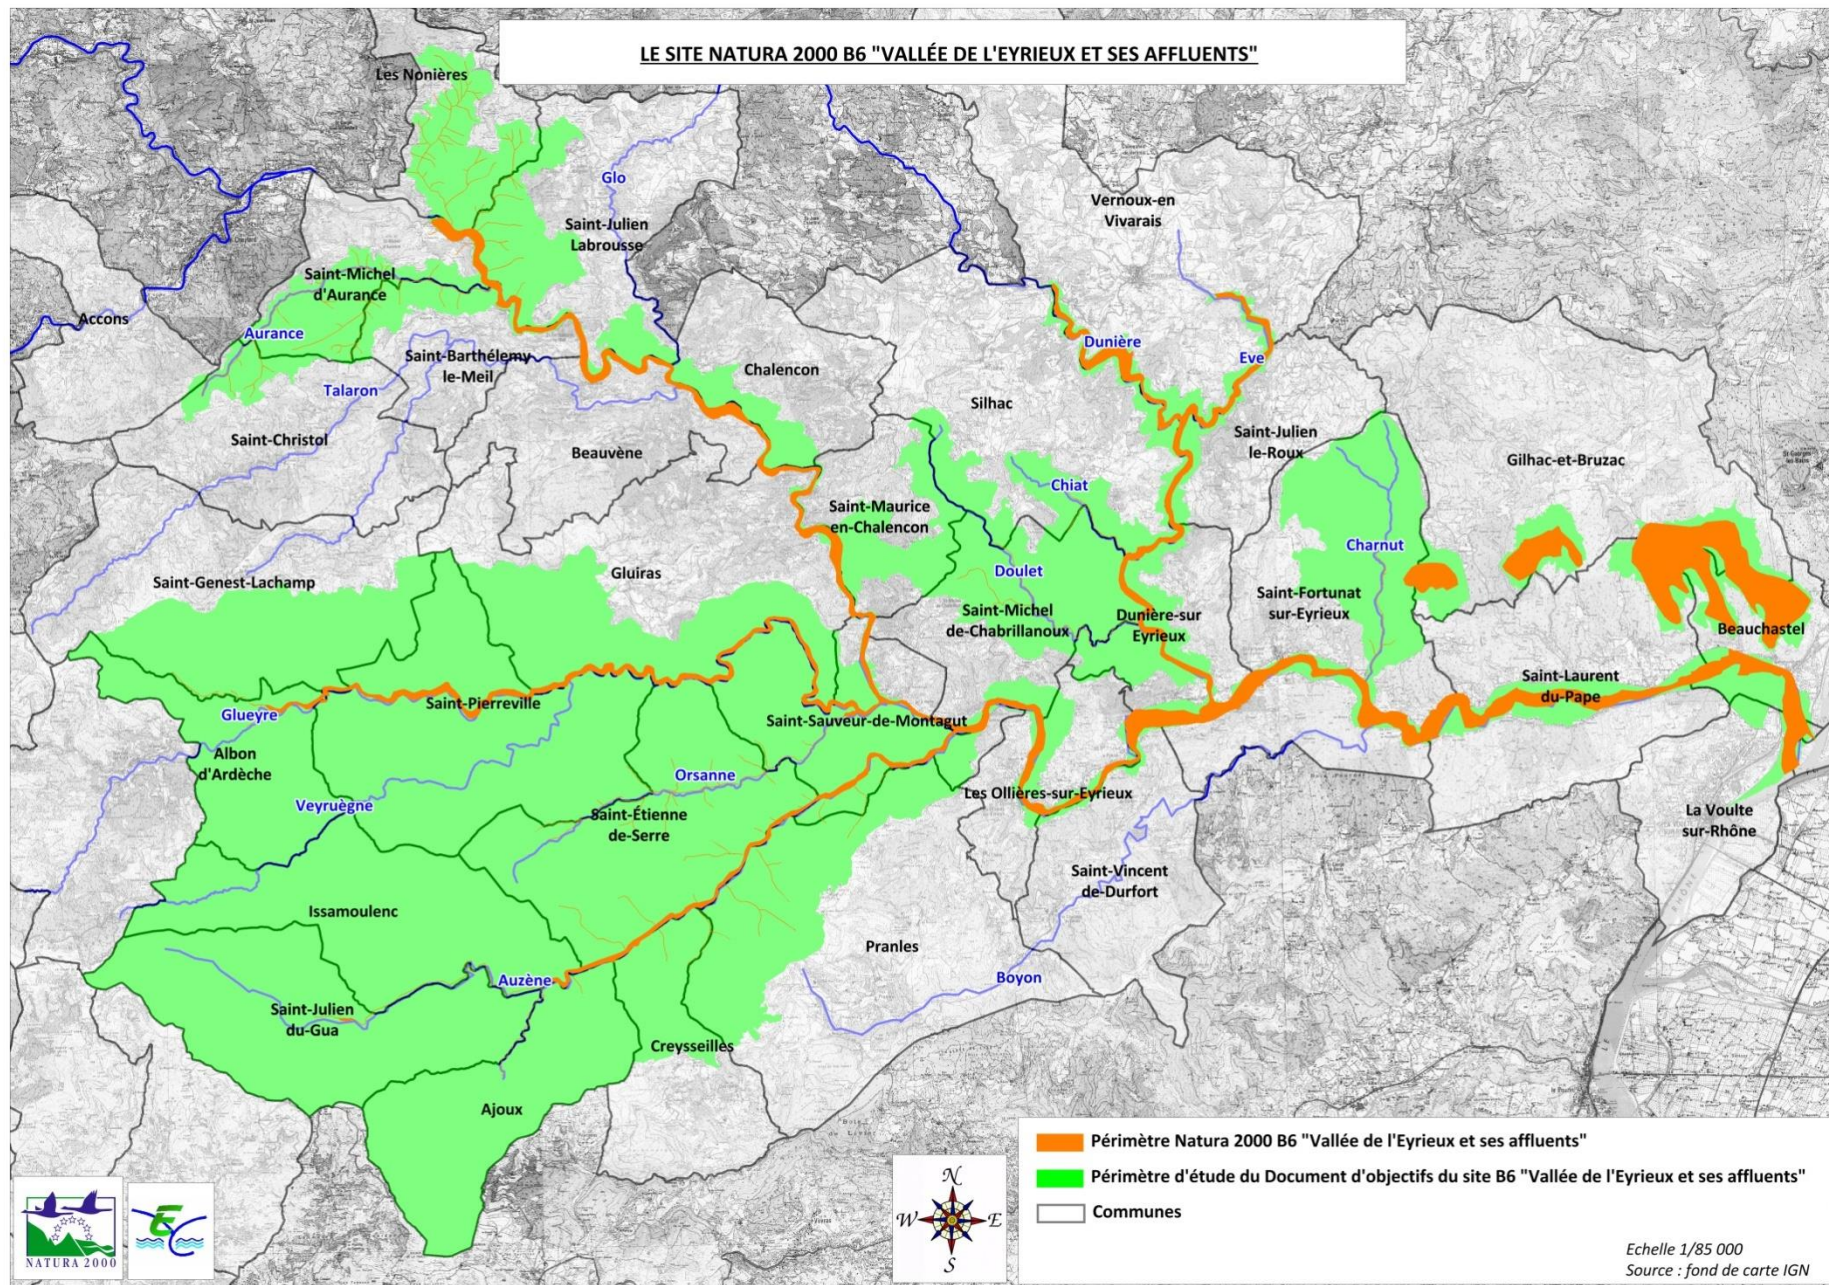 LE SITE NATURA 2000 B6 "VALLÉE DE L'EYRIEUX ET SES AFFLUENTS"
Les Nonières
Glo
Vernoux-en
Vivarais
Saint-Julien
Labrousse
Saint-Michel
d'Aurance
Accons
Aurance
Saint-Barthélemy
le-Meil
Dunière
Eve
Talaron
Chalencon
Silhac
Saint-Christol
Beauvène
Saint-Julien
le-Roux
Gilhac-et-Bruzac
Chiat
Saint-Maurice
en-Chalencon
Charnut
Saint-Genest-Lachamp
Gluiras
Doulet
Saint-Michel
de-Chabrillanoux
Dunière-sur
Eyrieux
Saint-Fortunat
sur-Eyrieux
Beauchastel
Saint-Laurent
du-Pape
Glueyre
Saint-Pierreville
Saint-Sauveur-de-Montagut
Albon
d'Ardèche
Orsanne
Veyruègne
Saint-Étienne
de-Serre
Les Ollières-sur-Eyrieux
La Voulte
sur-Rhône
Saint-Vincent
de-Durfort
Issamoulenc
Pranles
Auzène
Boyon
Saint-Julien
du-Gua
Creysseilles
Ajoux
Périmètre Natura 2000 B6 "Vallée de l'Eyrieux et ses affluents"
Périmètre d'étude du Document d'objectifs du site B6 "Vallée de l'Eyrieux et ses affluents"
Communes
N
W
E
S
NATURA 2000
Echelle 1/85 000
Source : fond de carte IGN